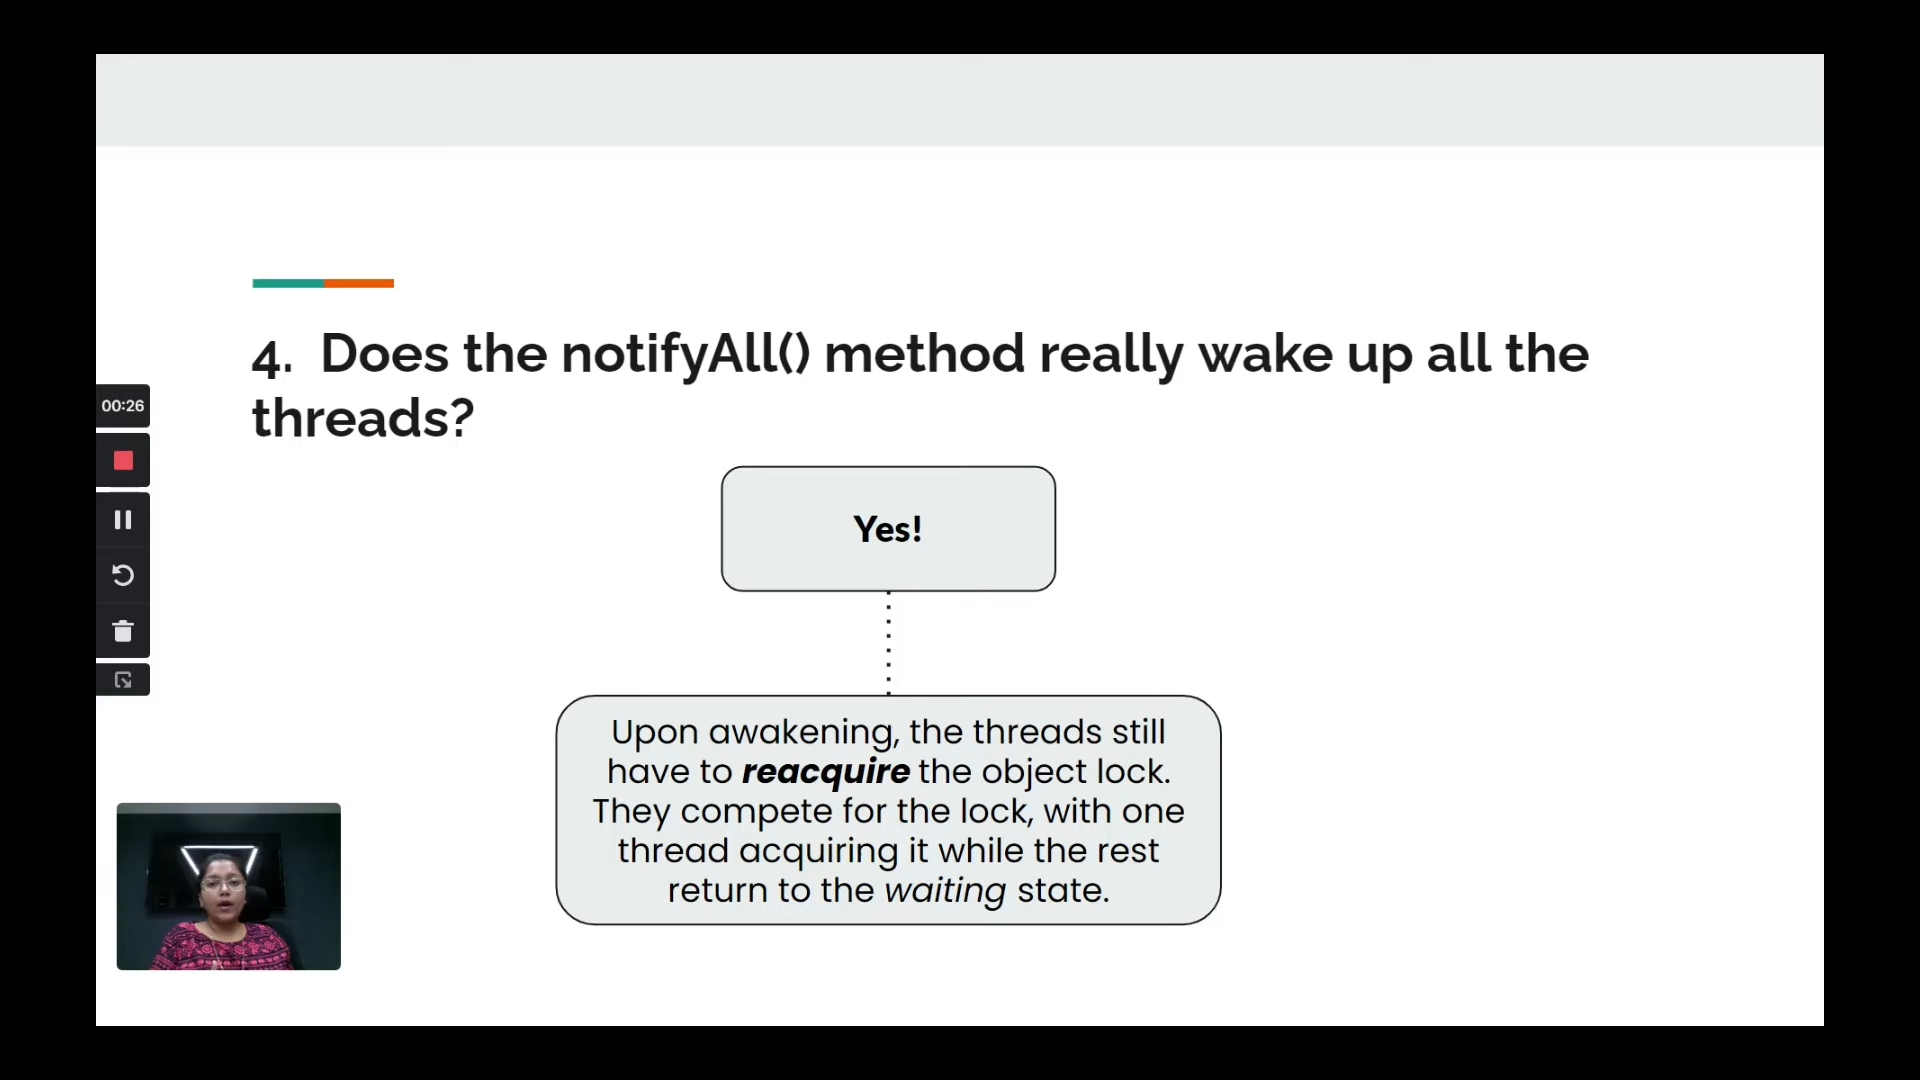 4. Does the notifyAll() method really wake up all the
threads?
00:26
Yes!
Upon awakening, the threads still
have to reacquire the object lock.
They compete for the lock, with one
thread acquiring it while the rest
return to the waiting state.